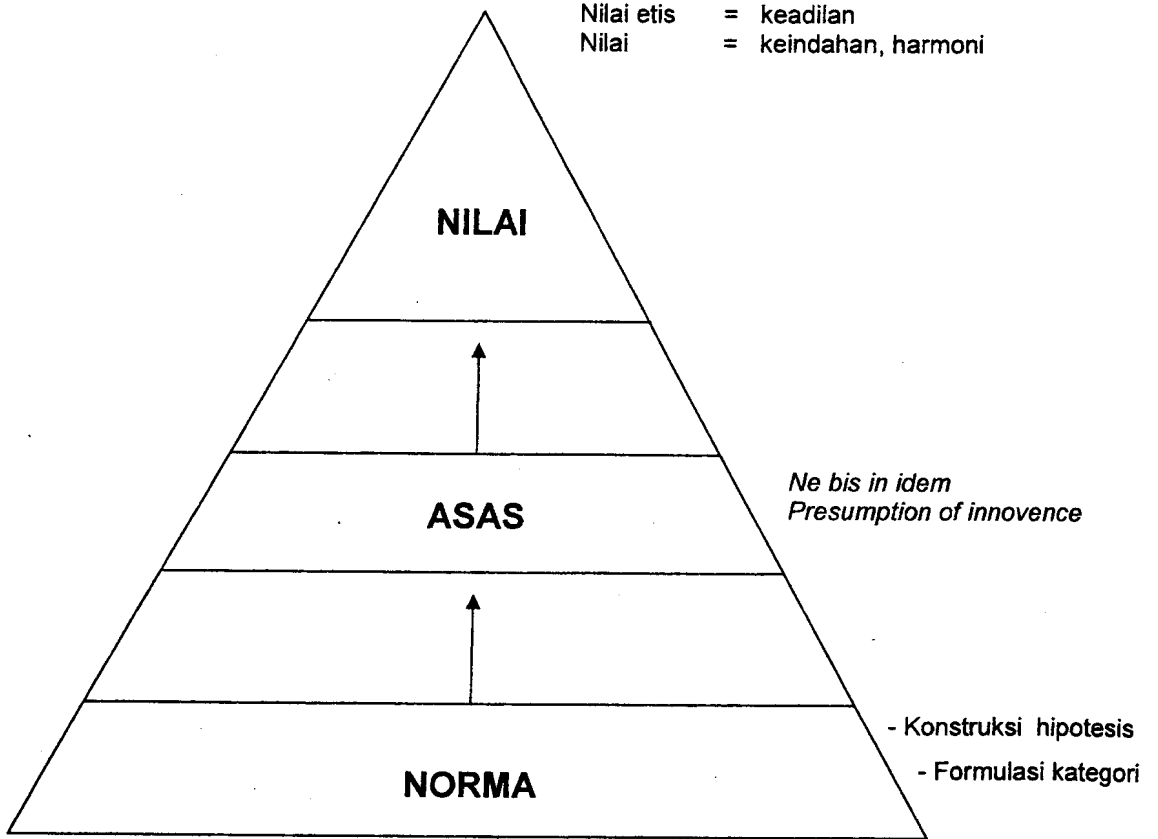 Nilai etis = keadilan
Nilai = keindahan, harmoni
NILAI
ASAS
Ne bis in idem
Presumption of innovence
NORMA
- Konstruksi hipotesis
- Formulasi kategori